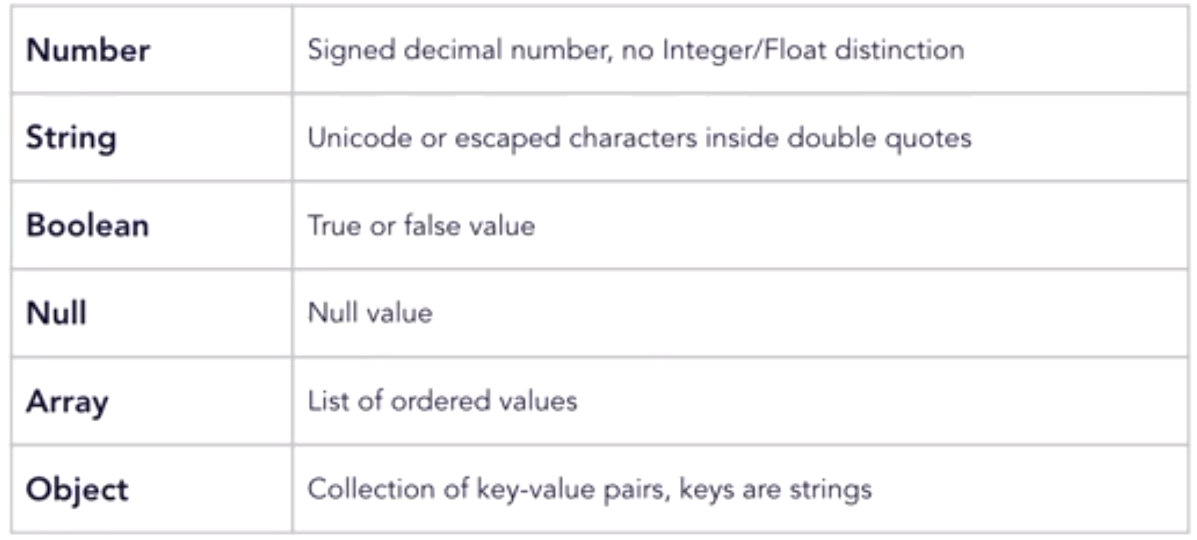 Number
Signed decimal number, no Integer/Float distinction
String
Unicode or escaped characters inside double quotes
Boolean
True or false value
Null
Null value
Array
List of ordered values
Object
Collection of key-value pairs, keys are strings